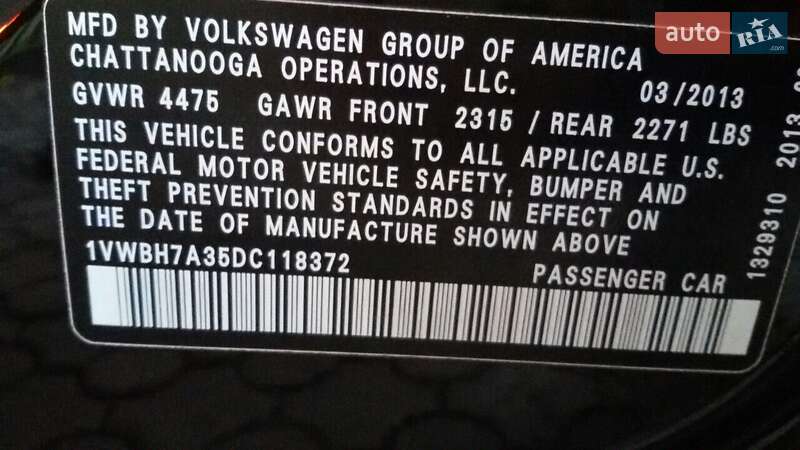 MFD BY VOLKSWAGEN GROUP OF AMERICA
CHATTANOOGA OPERATIONS, LLC.
03/2013
GVWR 4475 GAWR FRONT 2315 / REAR 2271 LBS
THIS VEHICLE CONFORMS TO ALL APPLICABLE U.S.
FEDERAL MOTOR VEHICLE SAFETY, BUMPER AND
THEFT PREVENTION STANDARDS IN EFFECT ON
THE DATE OF MANUFACTURE SHOWN ABOVE
1VWBH7A35DC118372 PASSENGER CAR
1329310 2013
auto RIA